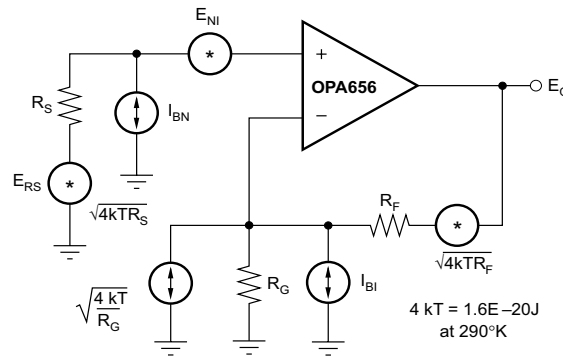 E_NI
+
OPA656
−
R_S
I_BN
E_RS
*
*
√4kTR_S
R_F
*
√4kTR_F
√4 kT/R_G
R_G
I_BI
4 kT = 1.6E –20J
at 290°K